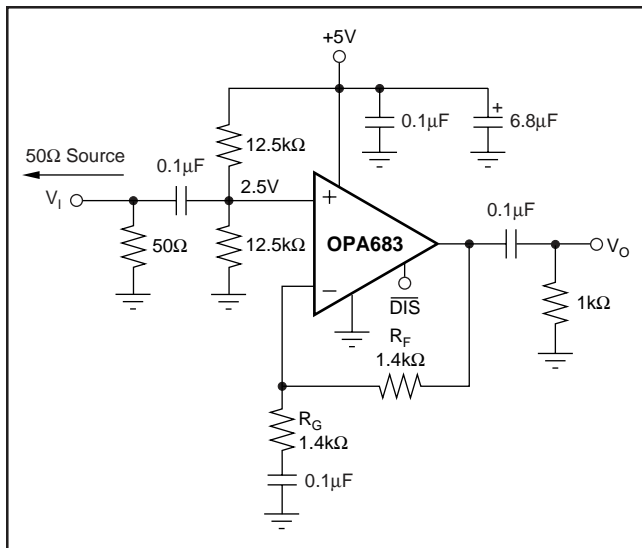 +5V
+
0.1µF
6.8µF
12.5kΩ
50Ω Source
0.1µF
2.5V
V_I
+
OPA683
0.1µF
V_O
50Ω
12.5kΩ
−
DIS
1kΩ
R_F
1.4kΩ
R_G
1.4kΩ
0.1µF